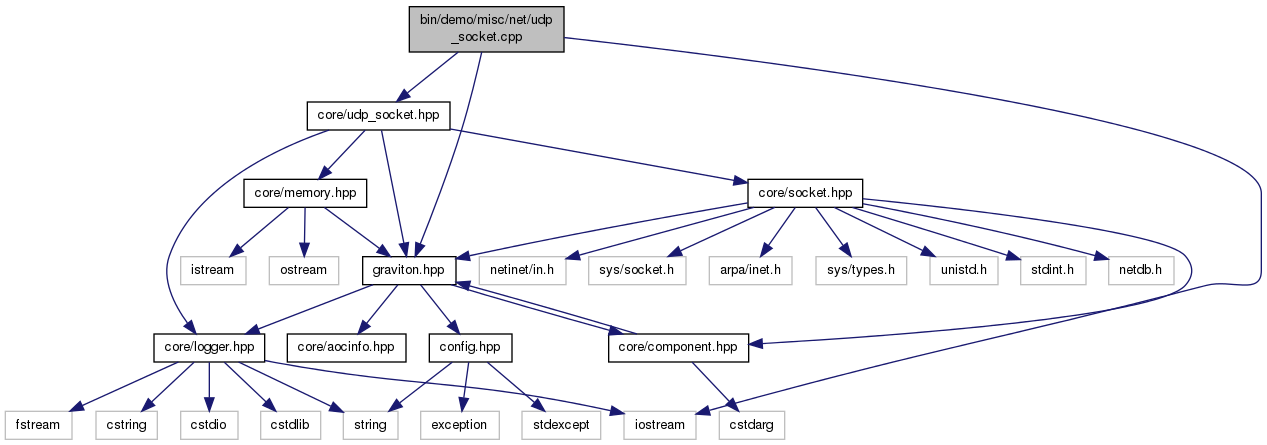 bin/demo/misc/net/udp
_socket.cpp
core/udp_socket.hpp
core/memory.hpp
core/socket.hpp
istream
ostream
graviton.hpp
netinet/in.h
sys/socket.h
arpa/inet.h
sys/types.h
unistd.h
stdint.h
netdb.h
core/logger.hpp
core/aocinfo.hpp
config.hpp
core/component.hpp
fstream
cstring
cstdio
cstdlib
string
exception
stdexcept
iostream
cstdarg